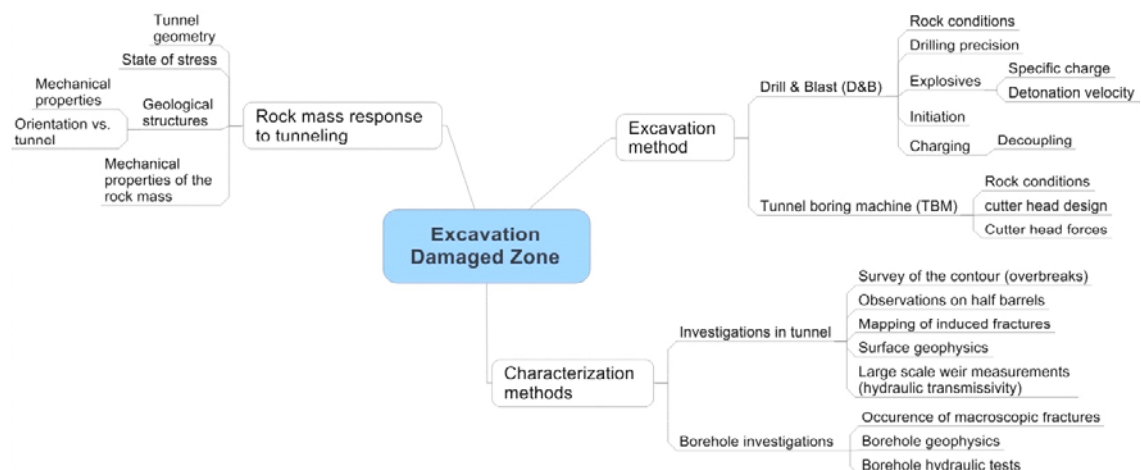 Tunnel
geometry
State of stress
Mechanical
properties
Orientation vs.
tunnel
Geological
structures
Mechanical
properties of the
rock mass
Rock mass response
to tunneling
Excavation
Damaged Zone
Excavation
method
Drill & Blast (D&B)
Rock conditions
Drilling precision
Explosives
Specific charge
Detonation velocity
Initiation
Charging
Decoupling
Tunnel boring machine (TBM)
Rock conditions
cutter head design
Cutter head forces
Characterization
methods
Investigations in tunnel
Survey of the contour (overbreaks)
Observations on half barrels
Mapping of induced fractures
Surface geophysics
Large scale weir measurements
(hydraulic transmissivity)
Borehole investigations
Occurence of macroscopic fractures
Borehole geophysics
Borehole hydraulic tests